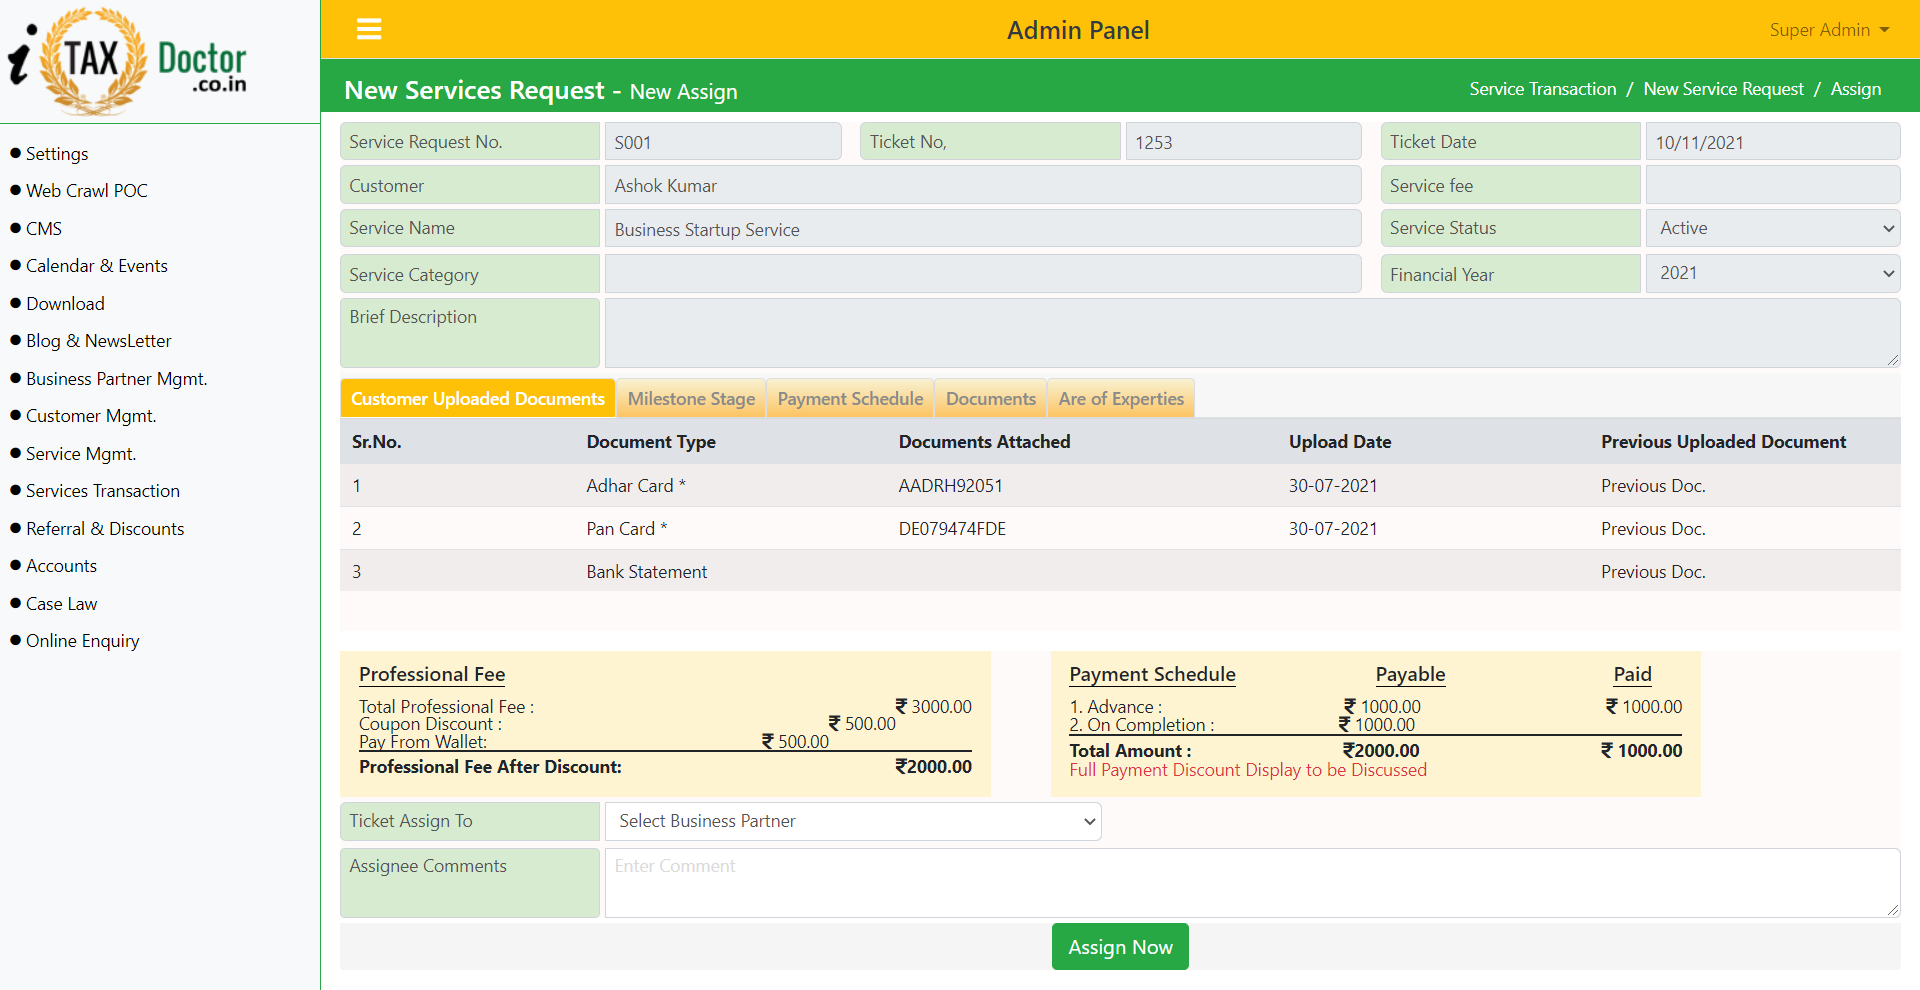 i TAX Doctor .co.in
Admin Panel
Super Admin
New Services Request - New Assign
Service Transaction / New Service Request / Assign
Settings
Web Crawl POC
CMS
Calendar & Events
Download
Blog & NewsLetter
Business Partner Mgmt.
Customer Mgmt.
Service Mgmt.
Services Transaction
Referral & Discounts
Accounts
Case Law
Online Enquiry
Service Request No. S001 Ticket No, 1253 Ticket Date 10/11/2021
Customer Ashok Kumar Service fee
Service Name Business Startup Service Service Status Active
Service Category Financial Year 2021
Brief Description
Customer Uploaded Documents Milestone Stage Payment Schedule Documents Are of Experties
Sr.No. Document Type Documents Attached Upload Date Previous Uploaded Document
1 Adhar Card * AADRH92051 30-07-2021 Previous Doc.
2 Pan Card * DE079474FDE 30-07-2021 Previous Doc.
3 Bank Statement Previous Doc.
Professional Fee
Total Professional Fee : ₹ 3000.00
Coupon Discount : ₹ 500.00
Pay From Wallet: ₹ 500.00
Professional Fee After Discount: ₹2000.00
Payment Schedule Payable Paid
1. Advance : ₹ 1000.00 ₹ 1000.00
2. On Completion : ₹ 1000.00
Total Amount : ₹2000.00 ₹ 1000.00
Full Payment Discount Display to be Discussed
Ticket Assign To Select Business Partner
Assignee Comments Enter Comment
Assign Now